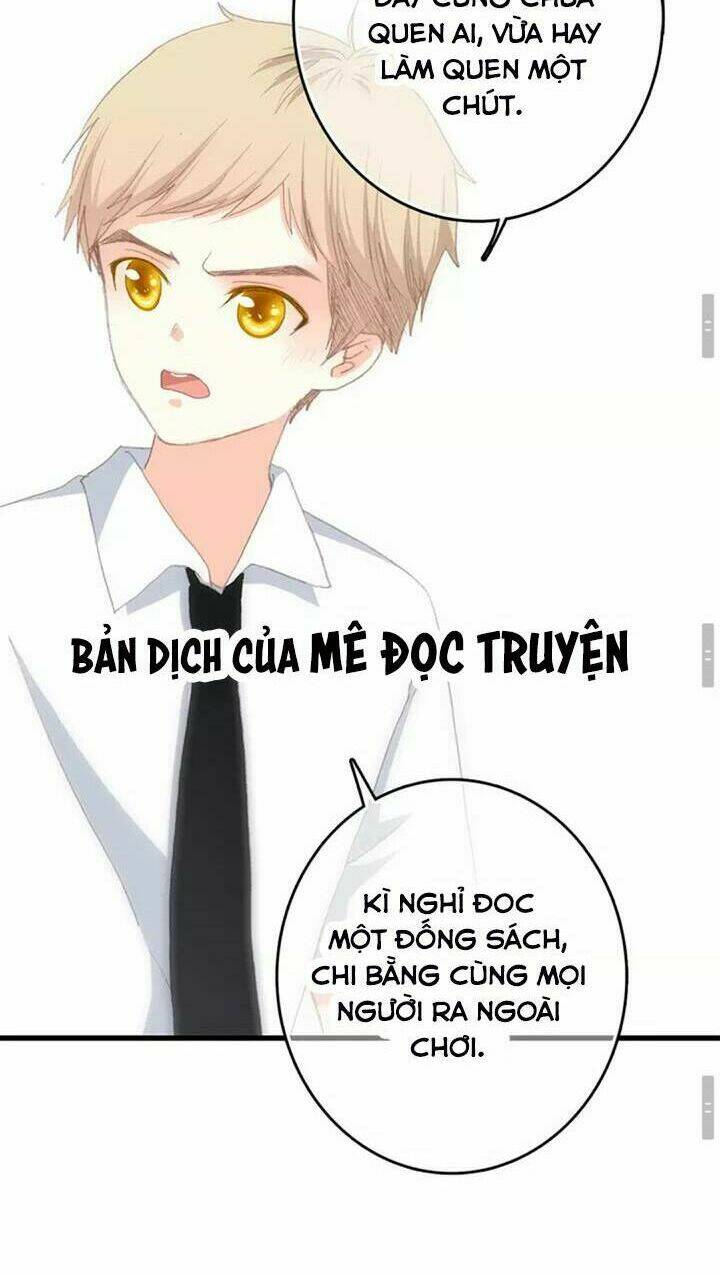 QUEN AI, VỪA HAY
LÀM QUEN MỘT
CHÚT.
BẢN DỊCH CỦA MÊ ĐỌC TRUYỆN
KÌ NGHỈ ĐOC
MỘT ĐỐNG SÁCH,
CHI BẰNG CÙNG MỌI
NGƯỜI RA NGOÀI
CHƠI.